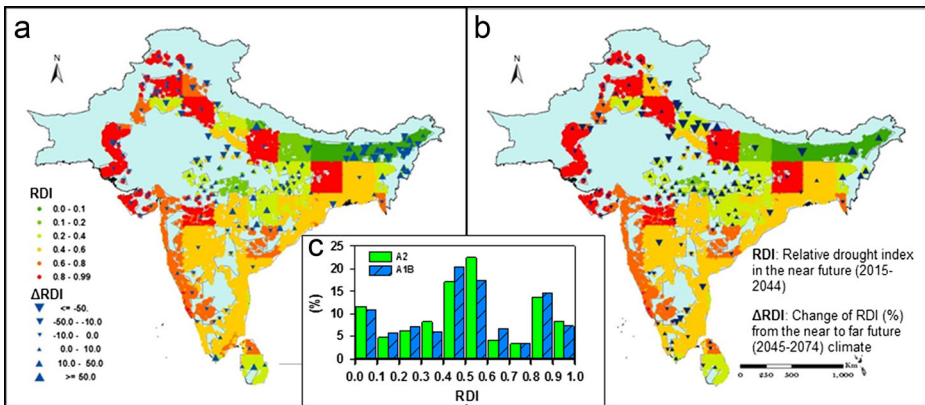 a
N
RDI
0.0 - 0.1
0.1 - 0.2
0.2 - 0.4
0.4 - 0.6
0.6 - 0.8
0.8 - 0.99
ΔRDI
<= -50.
-50.0 - -10.0
-10.0 - 0.0
0.0 - 10.0
10.0 - 50.0
>= 50.0
b
N
RDI: Relative drought index
in the near future (2015-
2044)
ΔRDI: Change of RDI (%)
from the near to far future
(2045-2074) climate
Km
0 250 500 1,000
c
A2
A1B
(%)
25
20
15
10
5
0
0.0 0.1 0.2 0.3 0.4 0.5 0.6 0.7 0.8 0.9 1.0
RDI